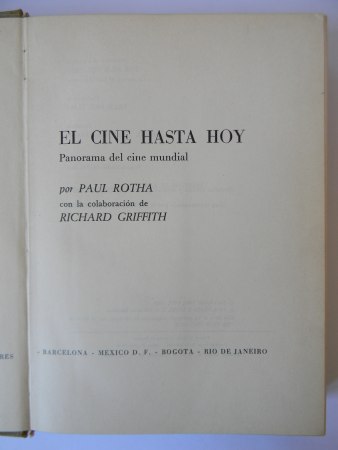 EL CINE HASTA HOY
Panorama del cine mundial
por PAUL ROTHA
con la colaboración de
RICHARD GRIFFITH
RES - BARCELONA - MEXICO D. F. - BOGOTA - RIO DE JANEIRO